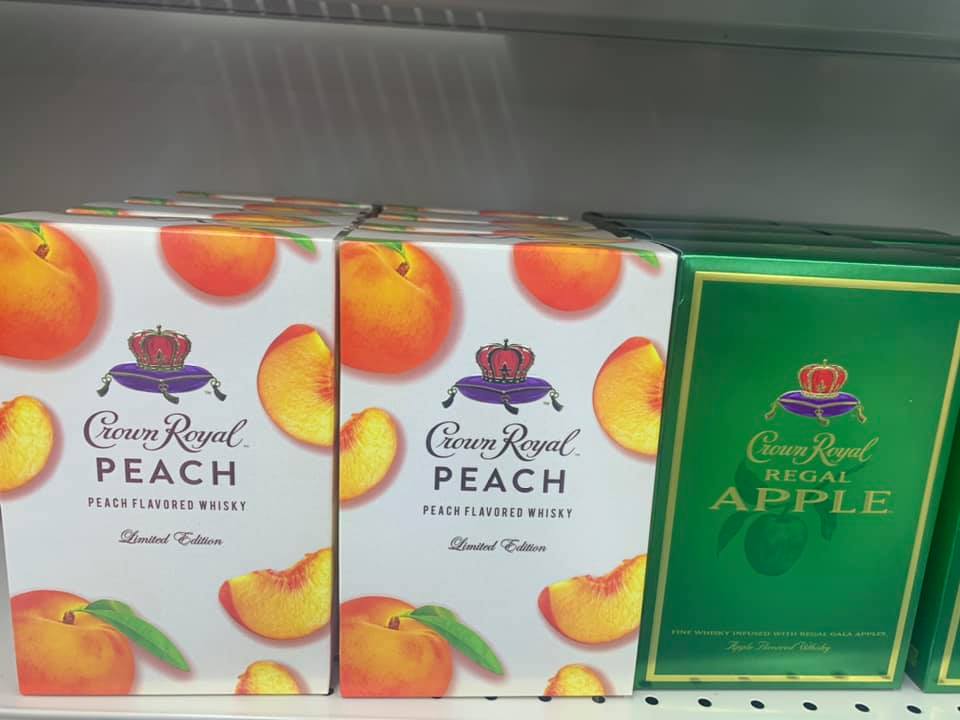 Crown Royal
PEACH
PEACH FLAVORED WHISKY
Limited Edition
Crown Royal
PEACH
PEACH FLAVORED WHISKY
Limited Edition
Crown Royal
REGAL
APPLE
FINE WHISKY INFUSED WITH REGAL GALA APPLES
Apple Flavored Whisky